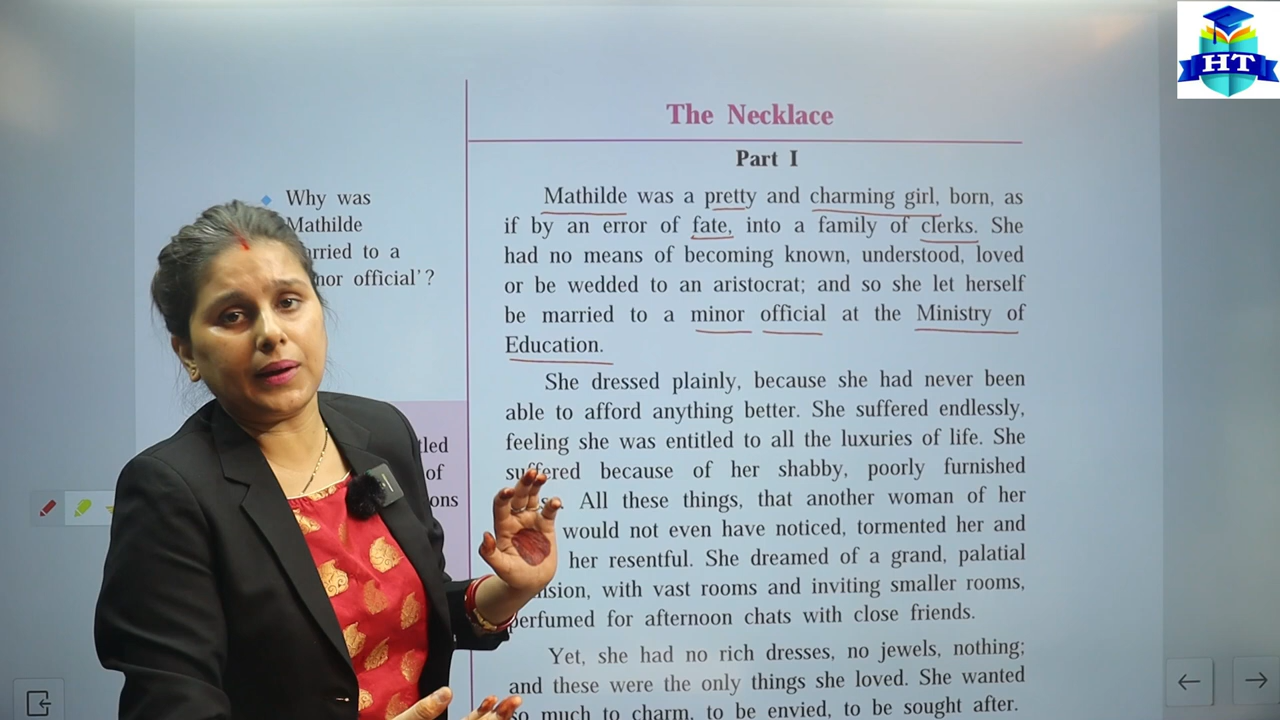 HT
The Necklace
Part I
Why was
Mathilde
to a
official'?
Mathilde was a pretty and charming girl, born, as
if by an error of fate, into a family of clerks. She
had no means of becoming known, understood, loved
or be wedded to an aristocrat; and so she let herself
be married to a minor official at the Ministry of
Education.
She dressed plainly, because she had never been
able to afford anything better. She suffered endlessly,
feeling she was entitled to all the luxuries of life. She
suffered because of her shabby, poorly furnished
All these things, that another woman of her
would not even have noticed, tormented her and
her resentful. She dreamed of a grand, palatial
with vast rooms and inviting smaller rooms,
perfumed for afternoon chats with close friends.
Yet, she had no rich dresses, no jewels, nothing;
and these were the only things she loved. She wanted
so much to charm, to be envied, to be sought after.
of